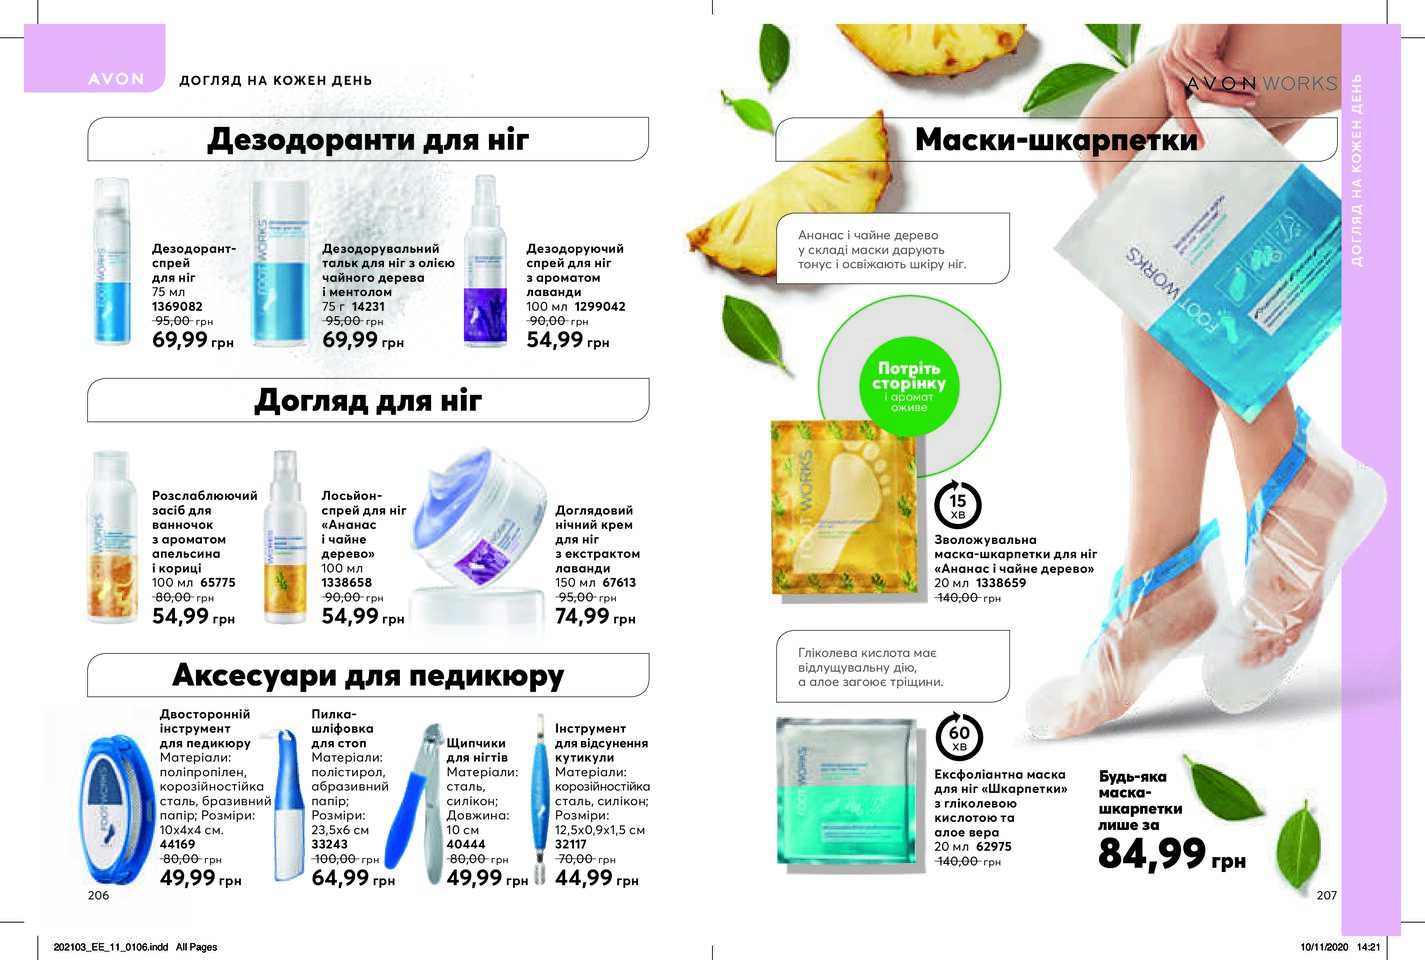 AVON
ДОГЛЯД НА КОЖЕН ДЕНЬ
Дезодоранти для ніг
Дезодорант-
спрей
для ніг
75 мл
1369082
95,00 грн
69,99 грн
Дезодорувальний
тальк для ніг з олією
чайного дерева
і ментолом
75 г 14231
95,00 грн
69,99 грн
Дезодоруючий
спрей для ніг
з ароматом
лаванди
100 мл 1299042
90,00 грн
54,99 грн
Догляд для ніг
Розслаблюючий
засіб для
ванночок
з ароматом
апельсина
і кориці
100 мл 65775
80,00 грн
54,99 грн
Лосьйон-
спрей для ніг
«Ананас
і чайне
дерево»
100 мл
1338658
90,00 грн
54,99 грн
Доглядовий
нічний крем
для ніг
з екстрактом
лаванди
150 мл 67613
95,00 грн
74,99 грн
Аксесуари для педикюру
Двосторонній
інструмент
для педикюру
Матеріали:
поліпропілен,
корозійностійка
сталь, бразивний
папір; Розміри:
10х4х4 см.
44169
80,00 грн
49,99 грн
Пилка-
шліфовка
для стоп
Матеріали:
полістирол,
абразивний
папір;
Розміри:
23,5х6 см
33243
100,00 грн
64,99 грн
Щипчики
для нігтів
Матеріали:
сталь,
силікон;
Довжина:
10 см
40444
80,00 грн
49,99 грн
Інструмент
для відсунення
кутикули
Матеріали:
корозійностійка
сталь, силікон;
Розміри:
12,5х0,9х1,5 см
32117
70,00 грн
44,99 грн
206
AVON WORKS
ДОГЛЯД НА КОЖЕН ДЕНЬ
Маски-шкарпетки
Ананас і чайне дерево
у складі маски дарують
тонус і освіжають шкіру ніг.
FOOT WORKS
Потріть
сторінку
і аромат
оживе
FOOT WORKS
15
хв
Зволожувальна
маска-шкарпетки для ніг
«Ананас і чайне дерево»
20 мл 1338659
140,00 грн
Гліколева кислота має
відлущувальну дію,
а алое загоює тріщини.
60
хв
Ексфоліантна маска
для ніг «Шкарпетки»
з гліколевою
кислотою та
алое вера
20 мл 62975
140,00 грн
Будь-яка
маска-
шкарпетки
лише за
84,99 грн
207
202103_EE_11_0106.indd All Pages
10/11/2020 14:21